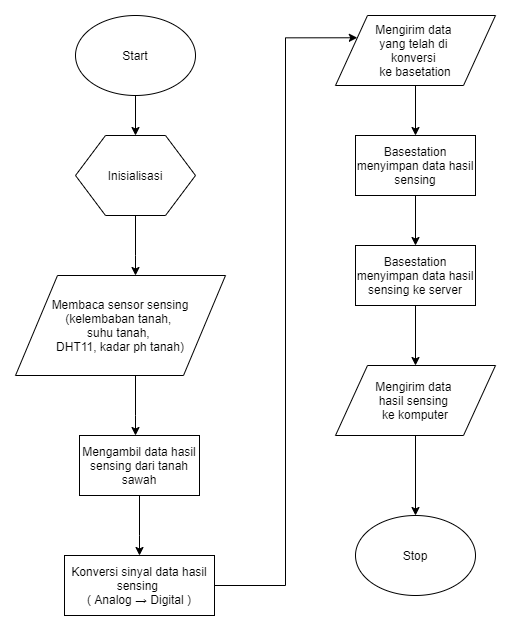 Start
Inisialisasi
Membaca sensor sensing
(kelembaban tanah,
suhu tanah,
DHT11, kadar ph tanah)
Mengambil data hasil
sensing dari tanah
sawah
Konversi sinyal data hasil
sensing
( Analog → Digital )
Mengirim data
yang telah di
konversi
ke basetation
Basestation
menyimpan data hasil
sensing
Basestation
menyimpan data hasil
sensing ke server
Mengirim data
hasil sensing
ke komputer
Stop